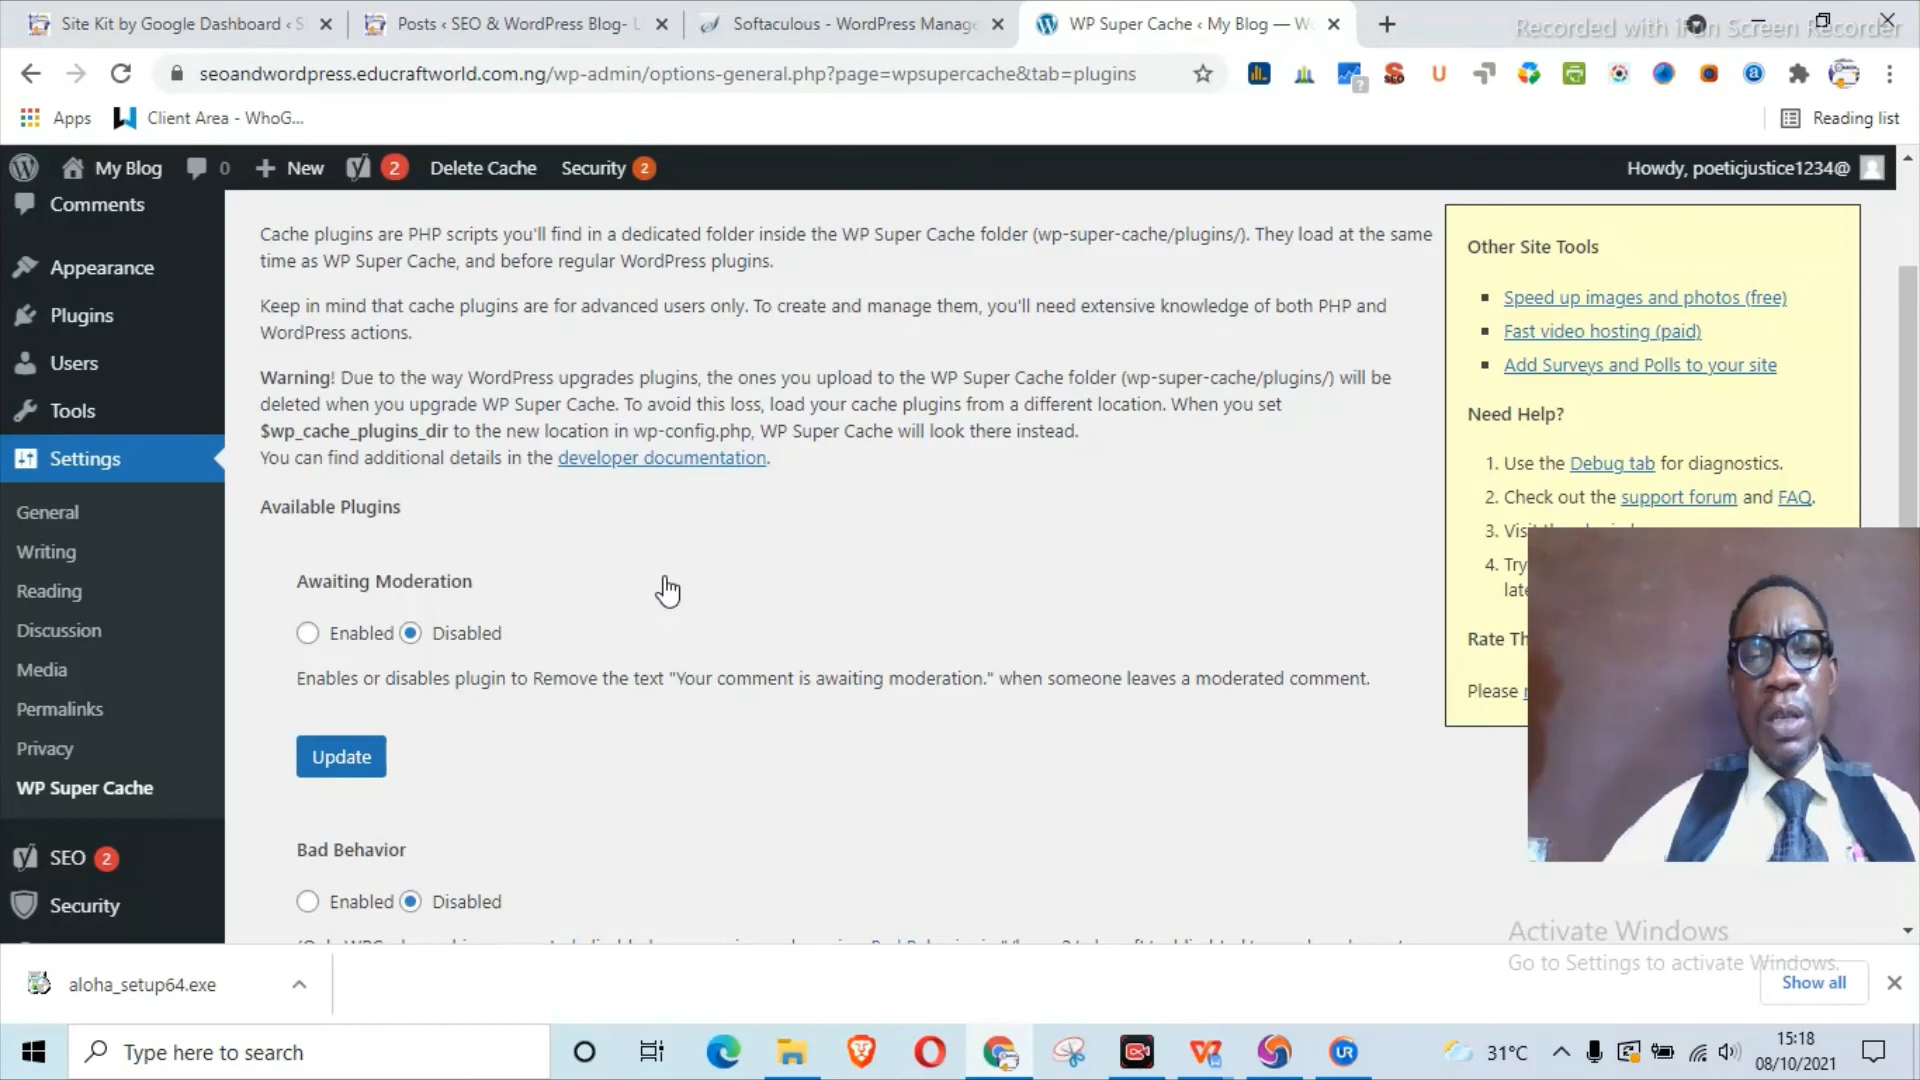 Site Kit by Google Dashboard ‹ S
Posts ‹ SEO & WordPress Blog-
Softaculous - WordPress Manage
WP Super Cache ‹ My Blog — Wo
Recorded with iFun Screen Recorder
seoandwordpress.educraftworld.com.ng/wp-admin/options-general.php?page=wpsupercache&tab=plugins
Apps
Client Area - WhoG...
Reading list
My Blog
0
New
2
Delete Cache
Security 2
Howdy, poeticjustice1234@
Comments
Appearance
Plugins
Users
Tools
Settings
General
Writing
Reading
Discussion
Media
Permalinks
Privacy
WP Super Cache
SEO 2
Security
Cache plugins are PHP scripts you'll find in a dedicated folder inside the WP Super Cache folder (wp-super-cache/plugins/). They load at the same
time as WP Super Cache, and before regular WordPress plugins.
Keep in mind that cache plugins are for advanced users only. To create and manage them, you'll need extensive knowledge of both PHP and
WordPress actions.
Warning! Due to the way WordPress upgrades plugins, the ones you upload to the WP Super Cache folder (wp-super-cache/plugins/) will be
deleted when you upgrade WP Super Cache. To avoid this loss, load your cache plugins from a different location. When you set
$wp_cache_plugins_dir to the new location in wp-config.php, WP Super Cache will look there instead.
You can find additional details in the developer documentation.
Available Plugins
Awaiting Moderation
Enabled Disabled
Enables or disables plugin to Remove the text "Your comment is awaiting moderation." when someone leaves a moderated comment.
Update
Bad Behavior
Enabled Disabled
Other Site Tools
Speed up images and photos (free)
Fast video hosting (paid)
Add Surveys and Polls to your site
Need Help?
1. Use the Debug tab for diagnostics.
2. Check out the support forum and FAQ.
3. Visit
4. Try
late
Rate Th
Please
Activate Windows
Go to Settings to activate Windows.
aloha_setup64.exe
Show all
Type here to search
31°C
15:18
08/10/2021